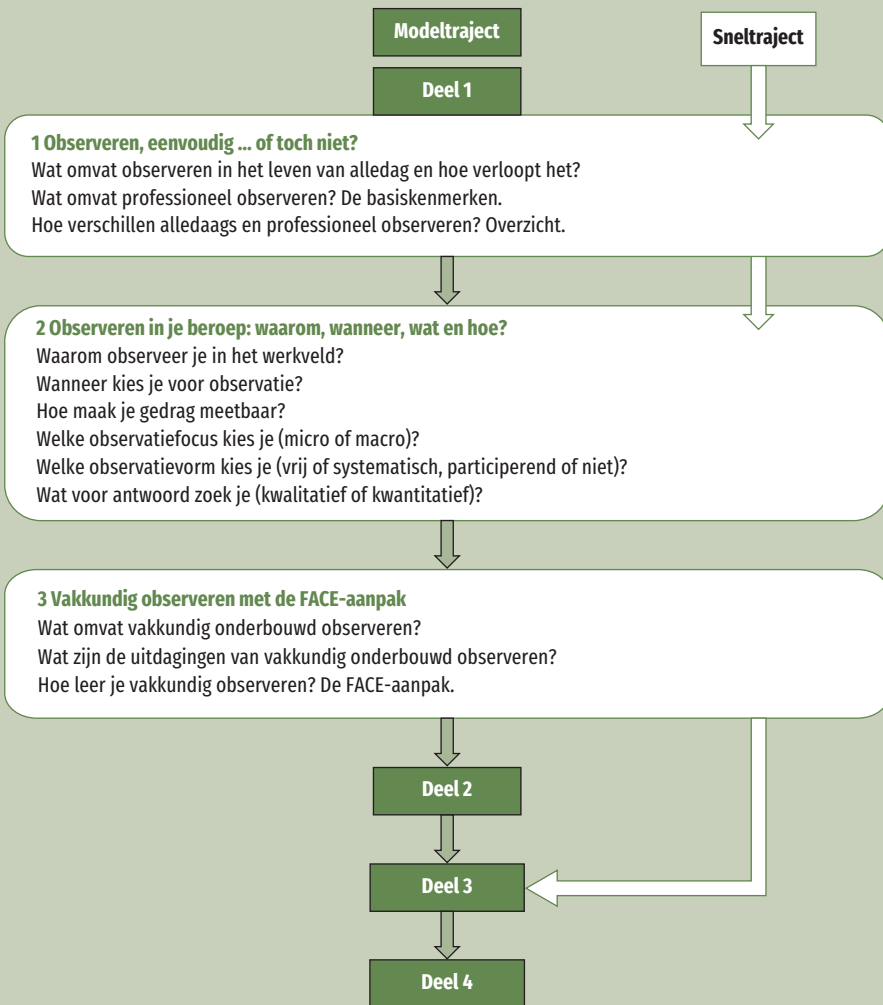 Modeltraject
Sneltraject
Deel 1
1 Observeren, eenvoudig ... of toch niet?
Wat omvat observeren in het leven van alledag en hoe verloopt het?
Wat omvat professioneel observeren? De basiskenmerken.
Hoe verschillen alledaags en professioneel observeren? Overzicht.
2 Observeren in je beroep: waarom, wanneer, wat en hoe?
Waarom observeer je in het werkveld?
Wanneer kies je voor observatie?
Hoe maak je gedrag meetbaar?
Welke observatiefocus kies je (micro of macro)?
Welke observatievorm kies je (vrij of systematisch, participerend of niet)?
Wat voor antwoord zoek je (kwalitatief of kwantitatief)?
3 Vakkundig observeren met de FACE-aanpak
Wat omvat vakkundig onderbouwd observeren?
Wat zijn de uitdagingen van vakkundig onderbouwd observeren?
Hoe leer je vakkundig observeren? De FACE-aanpak.
Deel 2
Deel 3
Deel 4